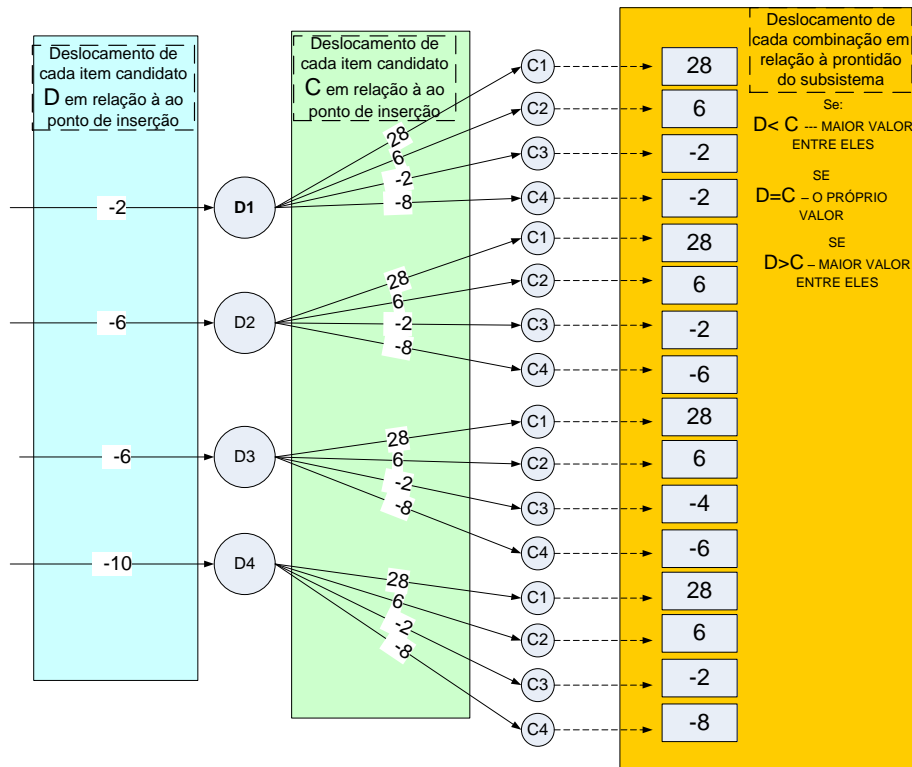 Deslocamento de
cada item candidato
D em relação à ao
ponto de inserção
Deslocamento de
cada item candidato
C em relação à ao
ponto de inserção
Deslocamento de
cada combinação em
relação à prontidão
do subsistema
Se:
D< C --- MAIOR VALOR
ENTRE ELES
SE
D=C – O PRÓPRIO
VALOR
SE
D>C – MAIOR VALOR
ENTRE ELES
-2
D1
28
6
-2
-8
C1
28
C2
6
C3
-2
C4
-2
-6
D2
28
6
-2
-8
C1
28
C2
6
C3
-2
C4
-6
-6
D3
28
6
-2
-8
C1
28
C2
6
C3
-4
C4
-6
-10
D4
28
6
-2
-8
C1
28
C2
6
C3
-2
C4
-8